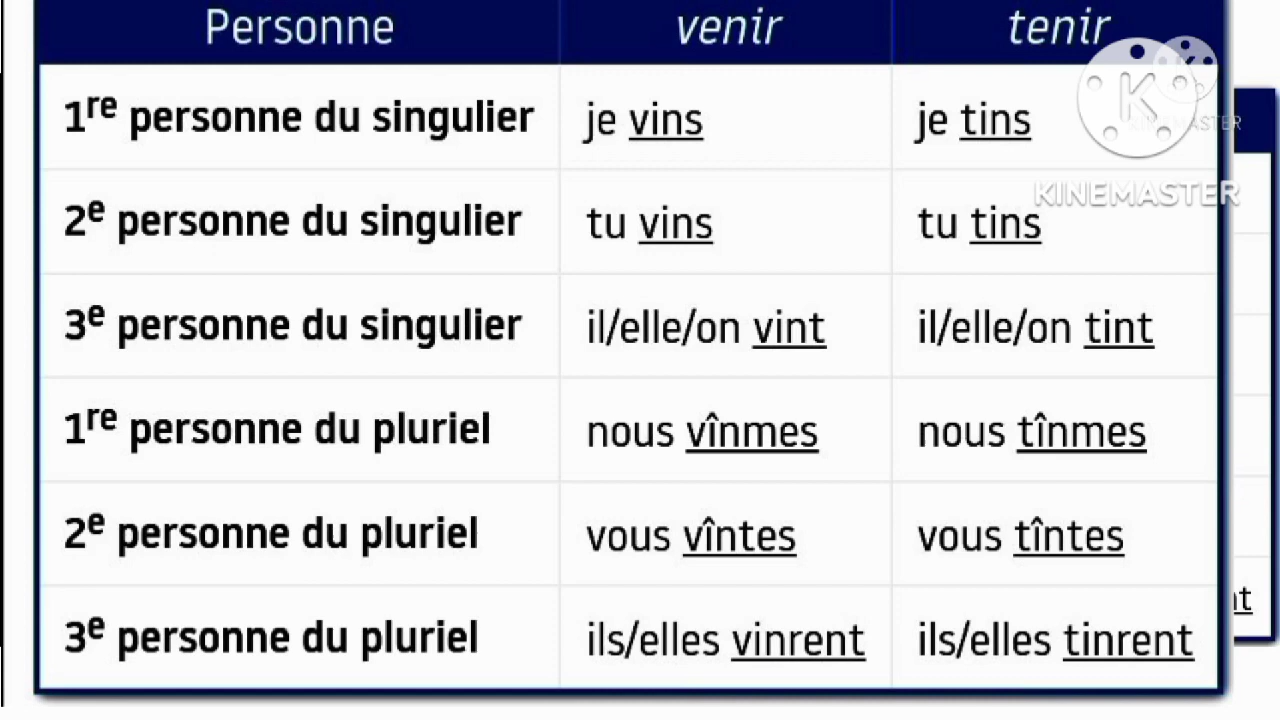 Personne venir tenir
1re personne du singulier je vins je tins
KINEMASTER
2e personne du singulier tu vins tu tins
3e personne du singulier il/elle/on vint il/elle/on tint
1re personne du pluriel nous vînmes nous tînmes
2e personne du pluriel vous vîntes vous tîntes
3e personne du pluriel ils/elles vinrent ils/elles tinrent